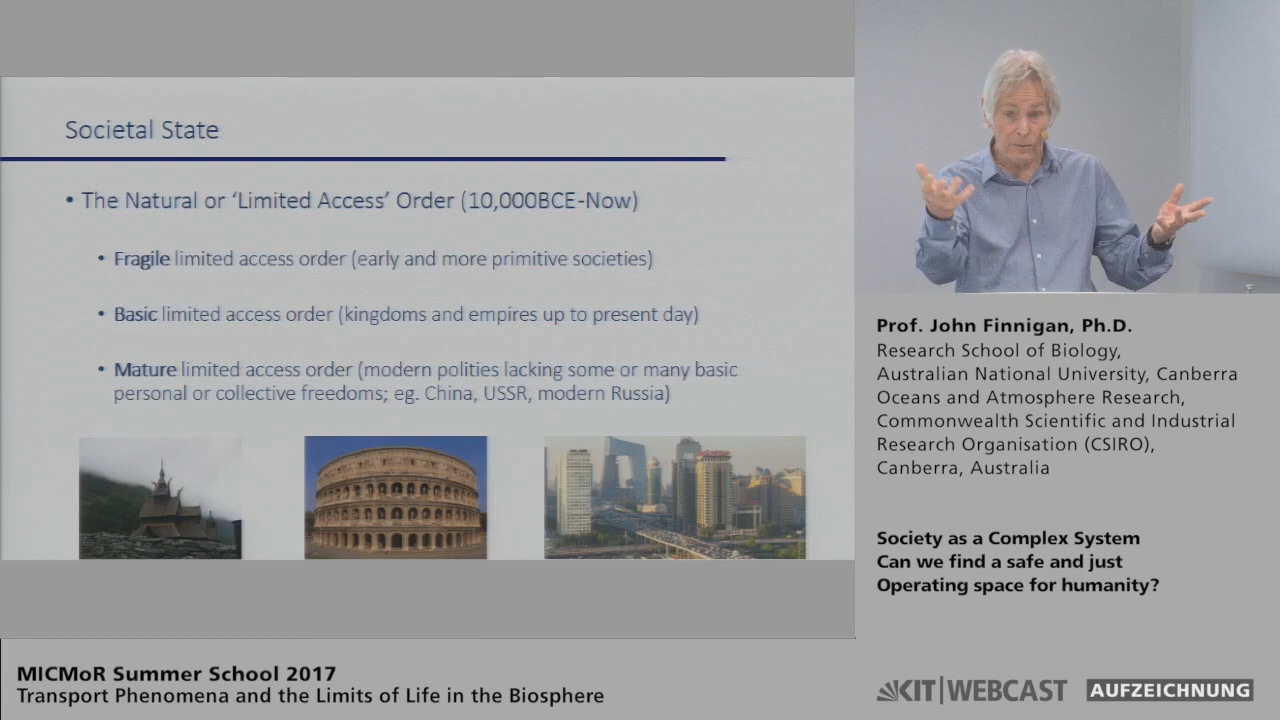 Societal State
• The Natural or ‘Limited Access’ Order (10,000BCE-Now)
• Fragile limited access order (early and more primitive societies)
• Basic limited access order (kingdoms and empires up to present day)
• Mature limited access order (modern polities lacking some or many basic
personal or collective freedoms; eg. China, USSR, modern Russia)
Prof. John Finnigan, Ph.D.
Research School of Biology,
Australian National University, Canberra
Oceans and Atmosphere Research,
Commonwealth Scientific and Industrial
Research Organisation (CSIRO),
Canberra, Australia
Society as a Complex System
Can we find a safe and just
Operating space for humanity?
MICMoR Summer School 2017
Transport Phenomena and the Limits of Life in the Biosphere
KIT|WEBCAST AUFZEICHNUNG